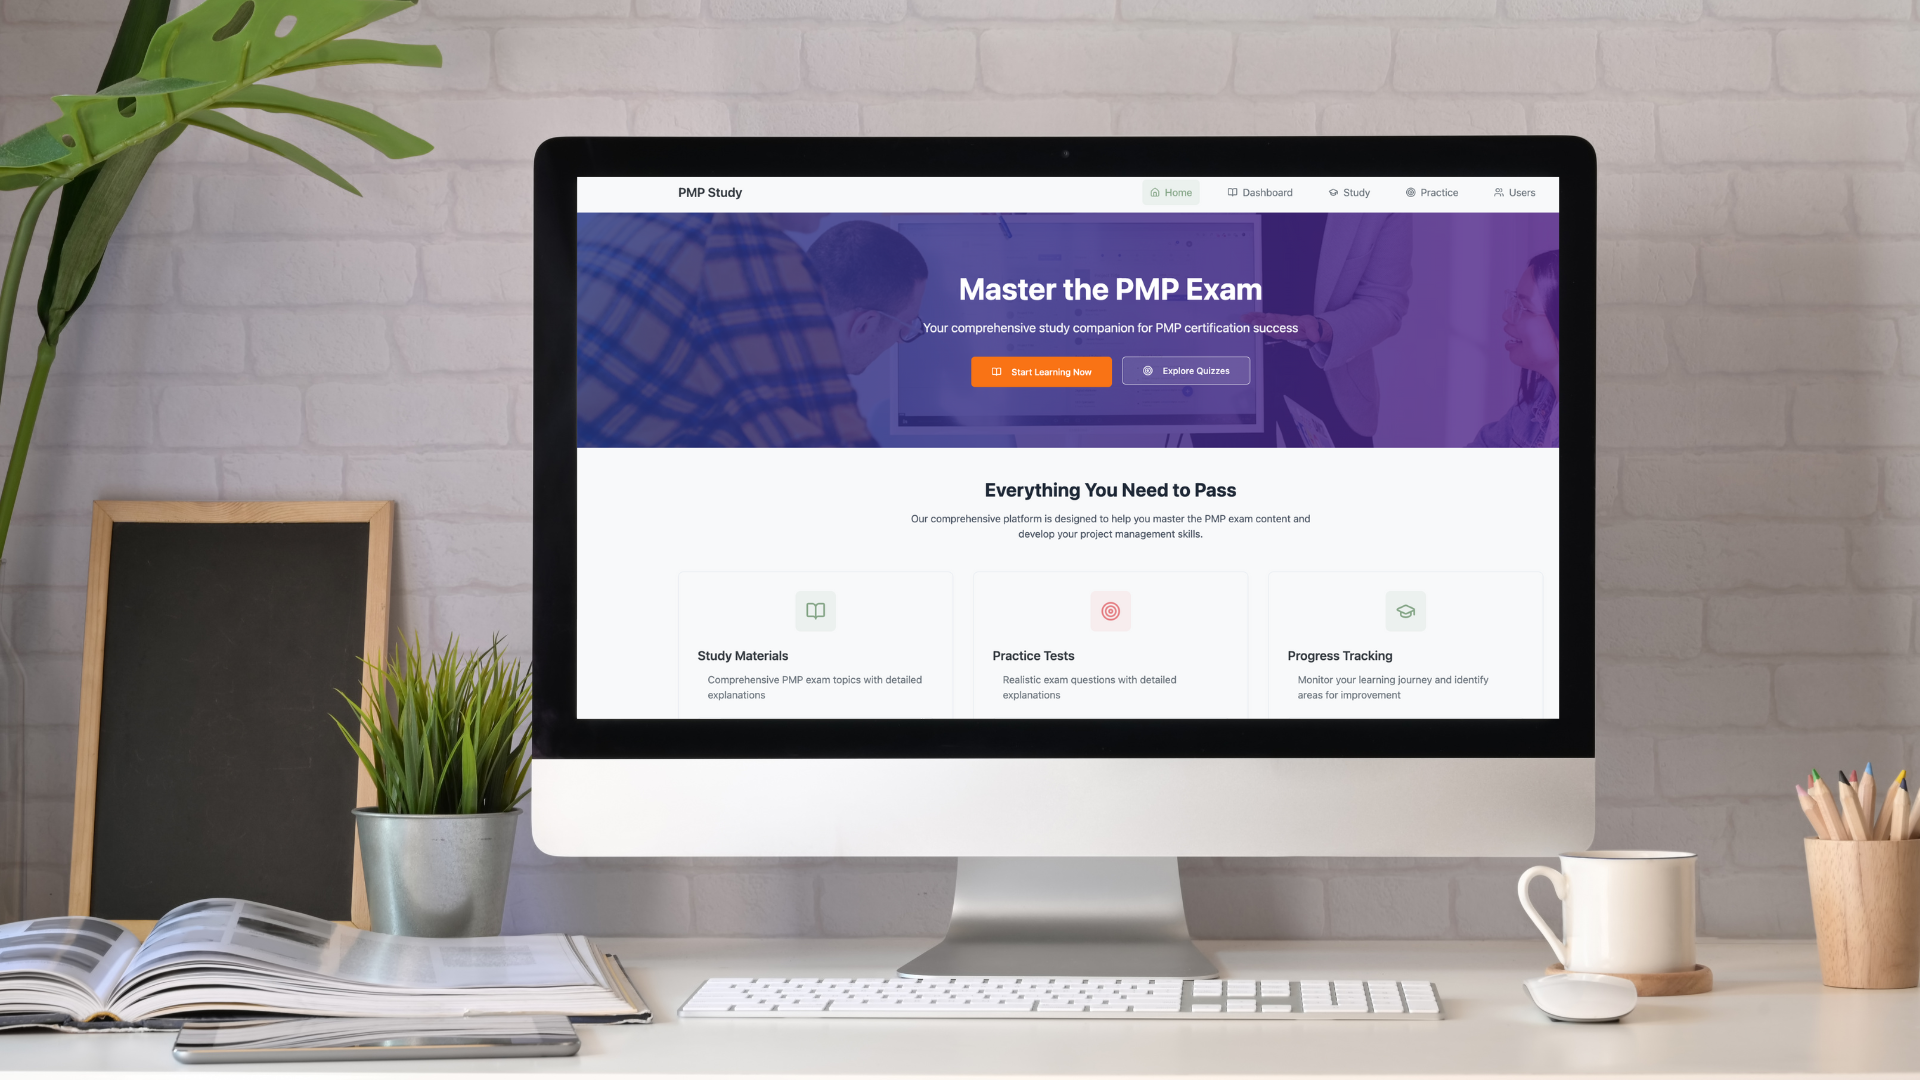 PMP Study
Home Dashboard Study Practice Users
Master the PMP Exam
Your comprehensive study companion for PMP certification success
Start Learning Now Explore Quizzes
Everything You Need to Pass
Our comprehensive platform is designed to help you master the PMP exam content and
develop your project management skills.
Study Materials
Comprehensive PMP exam topics with detailed
explanations
Practice Tests
Realistic exam questions with detailed
explanations
Progress Tracking
Monitor your learning journey and identify
areas for improvement